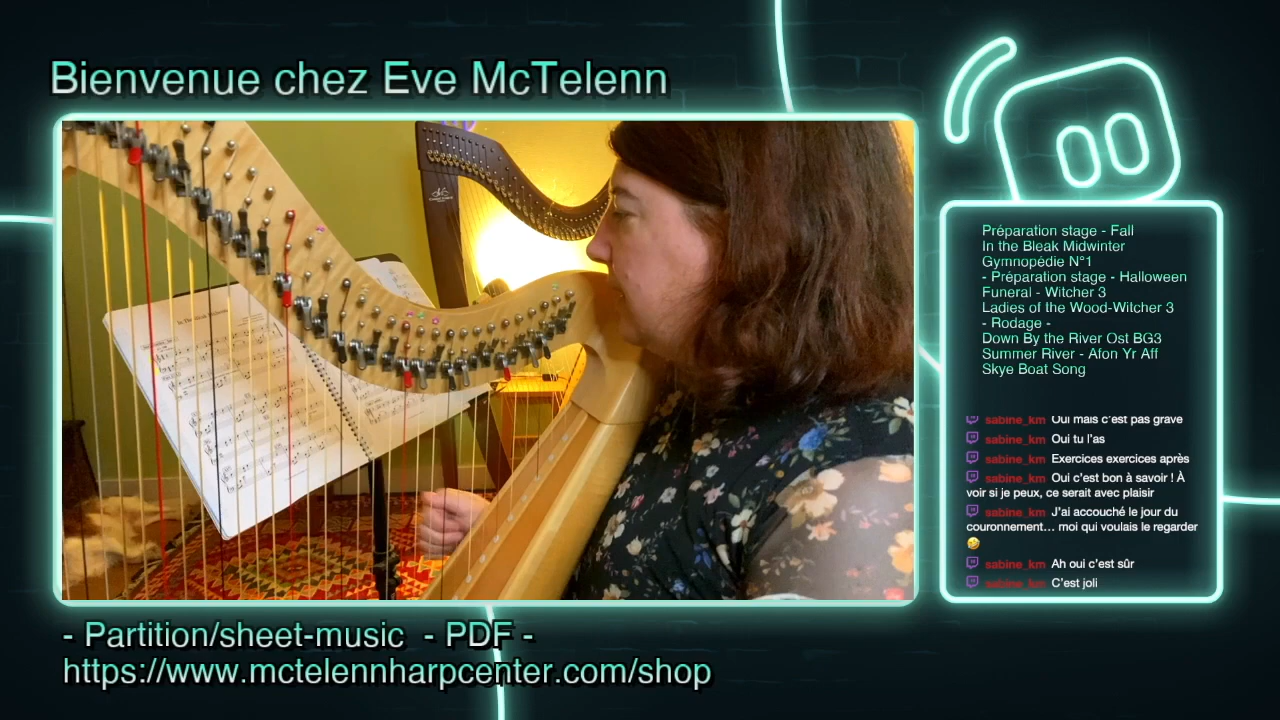 Bienvenue chez Eve McTelenn
Préparation stage - Fall
In the Bleak Midwinter
Gymnopédie N°1
- Préparation stage - Halloween
Funeral - Witcher 3
Ladies of the Wood-Witcher 3
- Rodage -
Down By the River Ost BG3
Summer River - Afon Yr Aff
Skye Boat Song
sabine_km Oui mais c'est pas grave
sabine_km Oui tu l'as
sabine_km Exercices exercices après
sabine_km Oui c'est bon à savoir ! À
voir si je peux, ce serait avec plaisir
sabine_km J'ai accouché le jour du
couronnement... moi qui voulais le regarder
🤣
sabine_km Ah oui c'est sûr
sabine_km C'est joli
- Partition/sheet-music - PDF -
https://www.mctelennharpcenter.com/shop